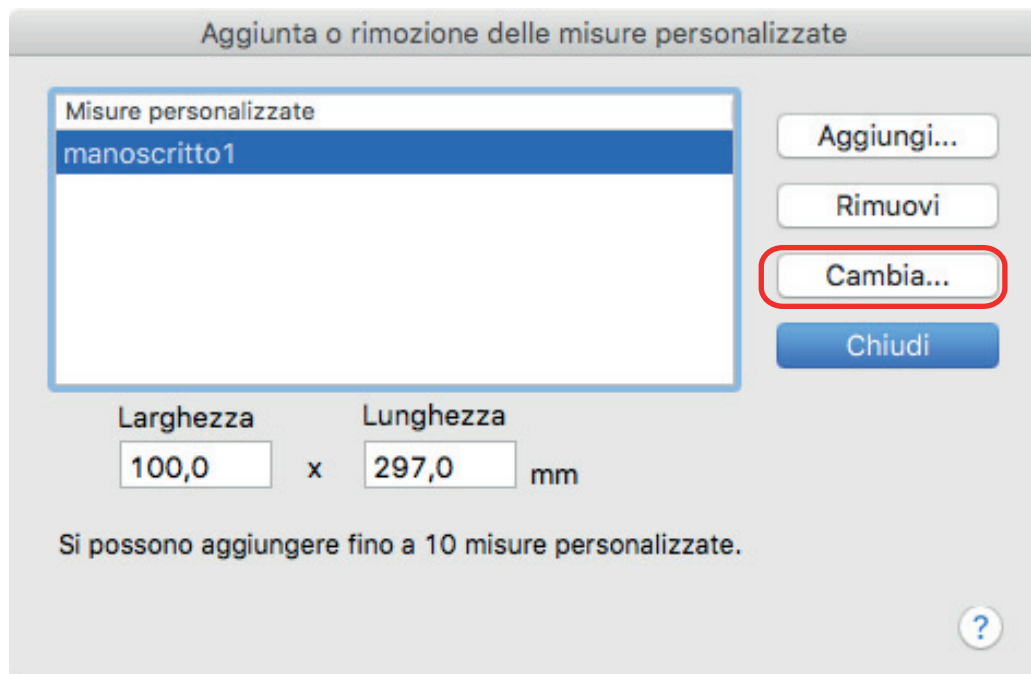 Aggiunta o rimozione delle misure personalizzate
Misure personalizzate
manoscritto1
Aggiungi...
Rimuovi
Cambia...
Chiudi
Larghezza Lunghezza
100,0 x 297,0 mm
Si possono aggiungere fino a 10 misure personalizzate.
?